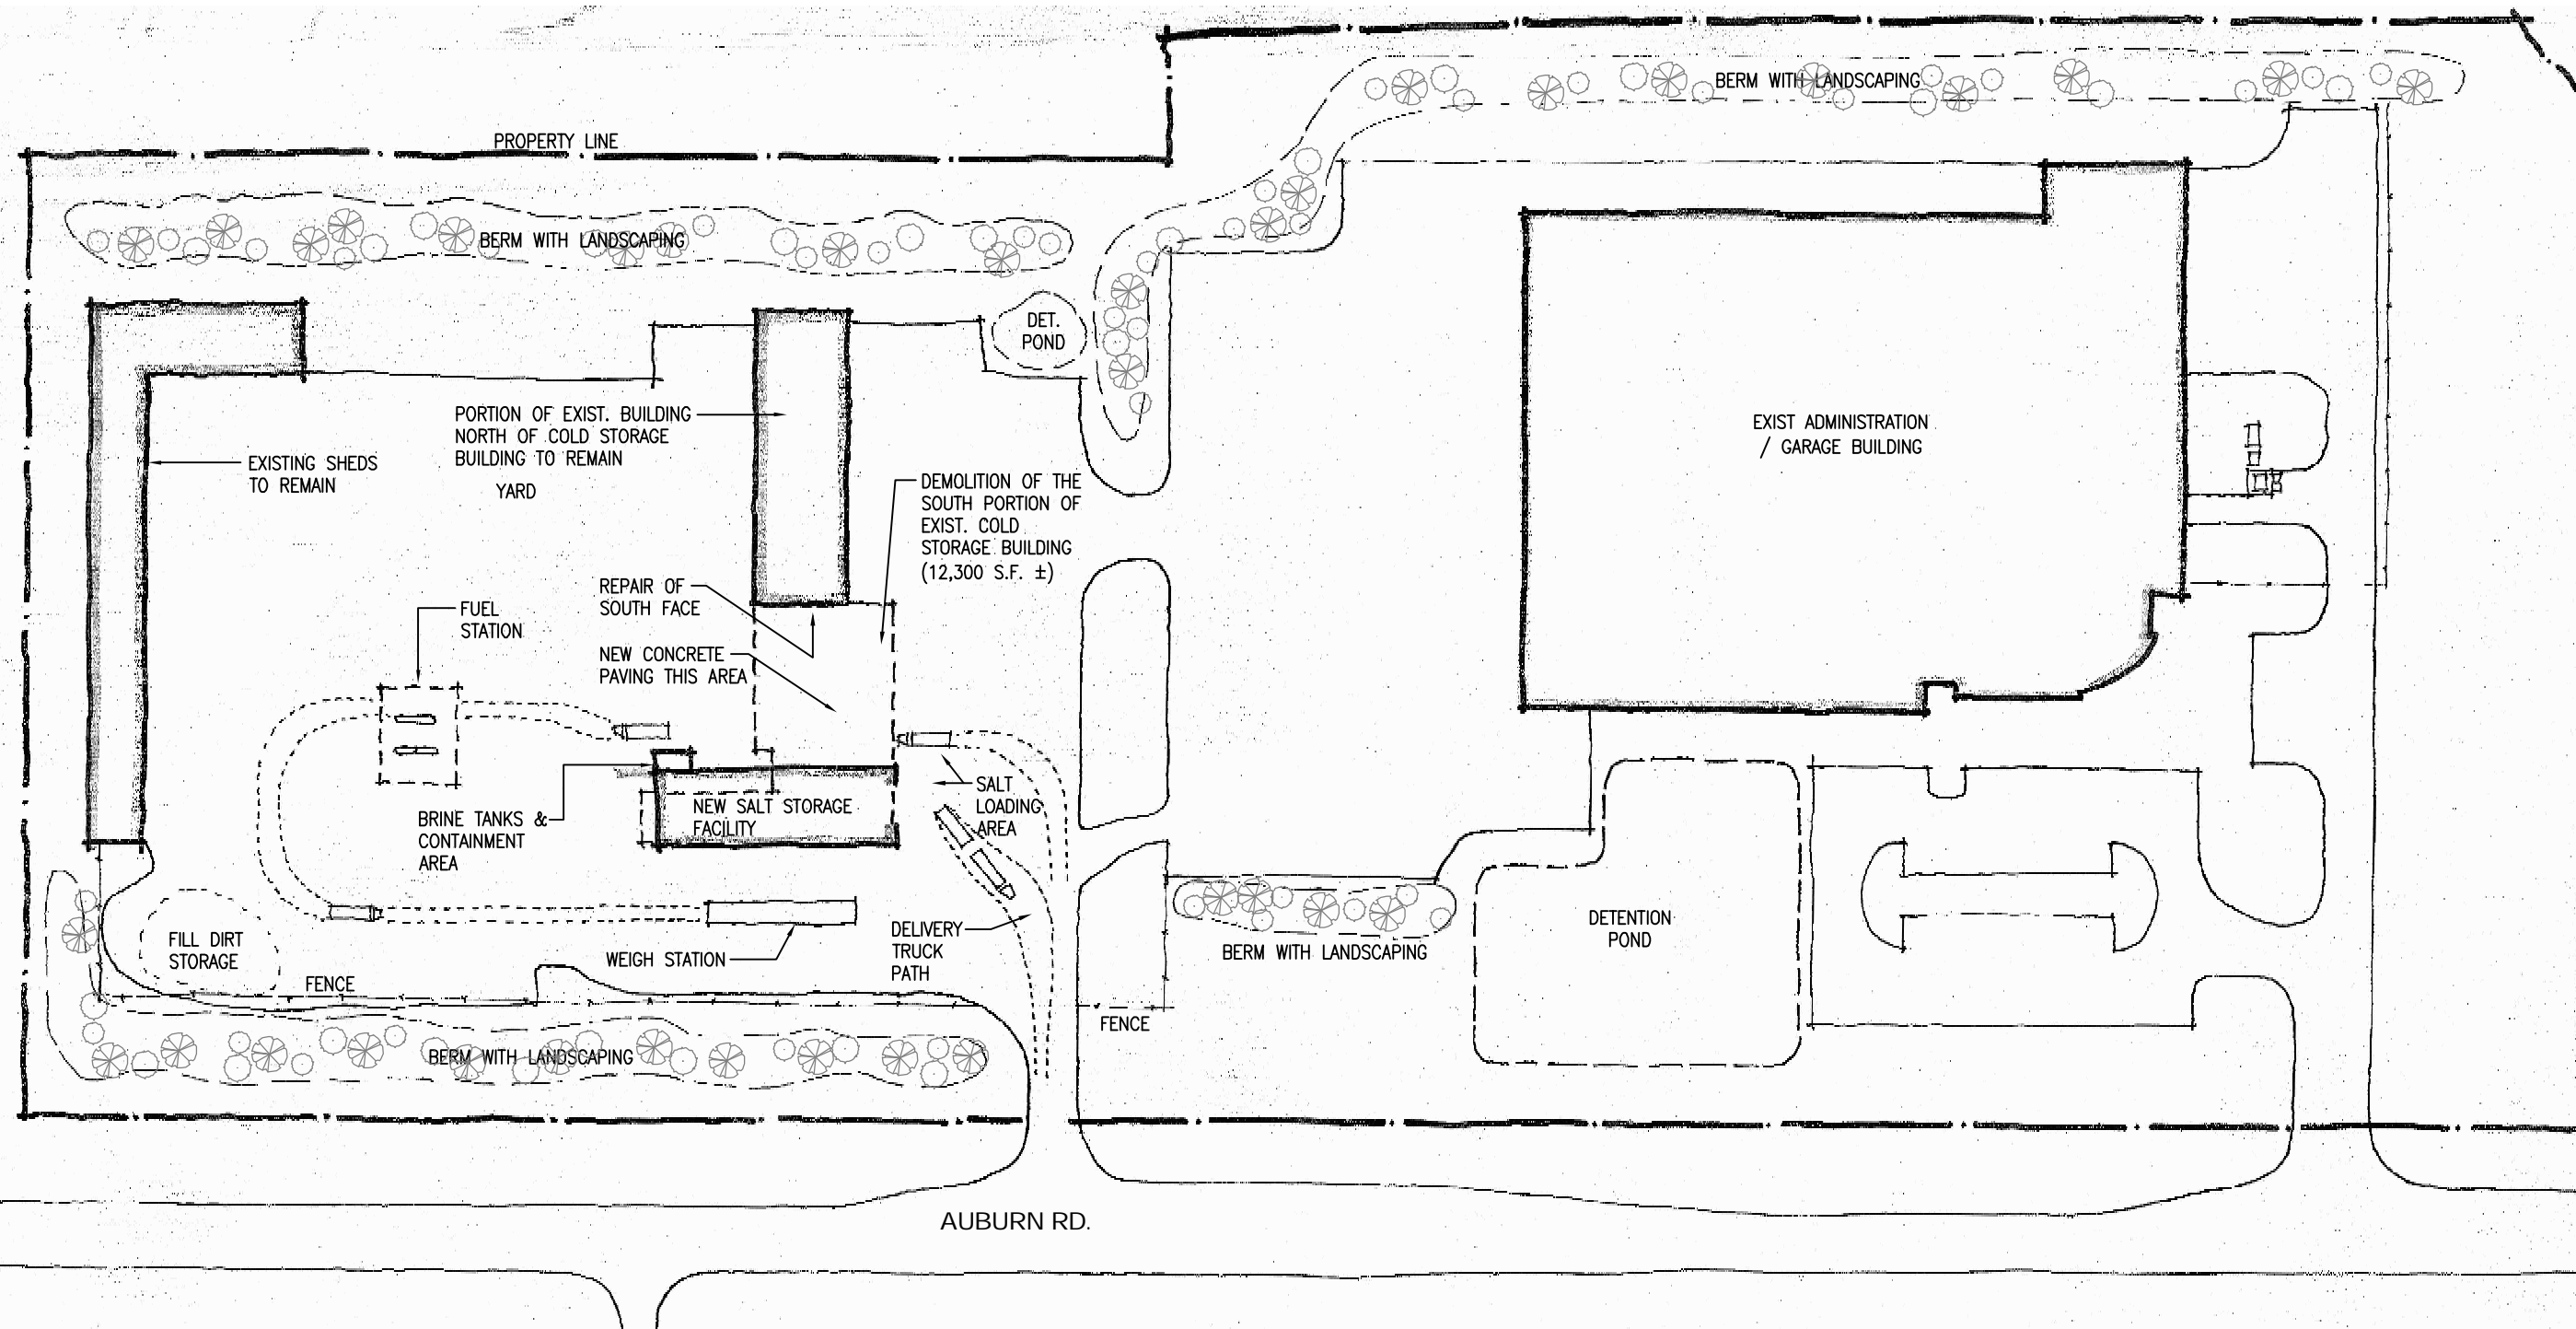 BERM WITH LANDSCAPING
PROPERTY LINE
BERM WITH LANDSCAPING
DET.
POND
PORTION OF EXIST. BUILDING
NORTH OF COLD STORAGE
BUILDING TO REMAIN
YARD
EXISTING SHEDS
TO REMAIN
EXIST ADMINISTRATION
/ GARAGE BUILDING
DEMOLITION OF THE
SOUTH PORTION OF
EXIST. COLD
STORAGE BUILDING
(12,300 S.F. ±)
REPAIR OF
SOUTH FACE
FUEL
STATION
NEW CONCRETE
PAVING THIS AREA
SALT
LOADING
AREA
NEW SALT STORAGE
FACILITY
BRINE TANKS &
CONTAINMENT
AREA
FILL DIRT
STORAGE
DELIVERY
TRUCK
PATH
WEIGH STATION
BERM WITH LANDSCAPING
DETENTION
POND
FENCE
FENCE
BERM WITH LANDSCAPING
AUBURN RD.